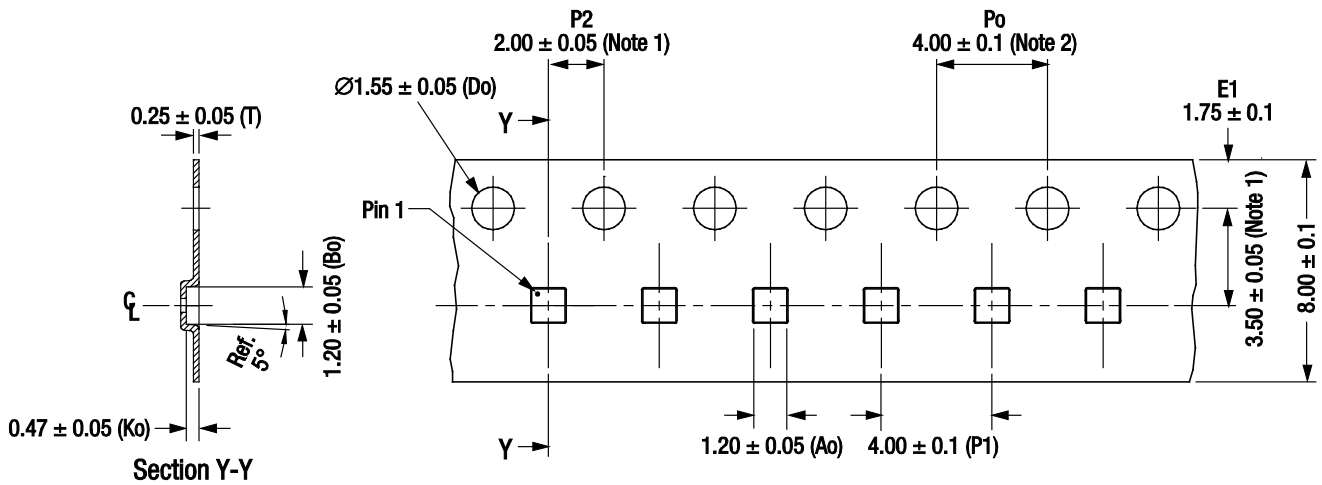 P2
2.00 ± 0.05 (Note 1)
Po
4.00 ± 0.1 (Note 2)
∅1.55 ± 0.05 (Do)
E1
1.75 ± 0.1
0.25 ± 0.05 (T)
Y
Pin 1
3.50 ± 0.05 (Note 1)
8.00 ± 0.1
℄
1.20 ± 0.05 (Bo)
Ref.
5°
0.47 ± 0.05 (Ko)
Y
1.20 ± 0.05 (Ao)
4.00 ± 0.1 (P1)
Section Y-Y